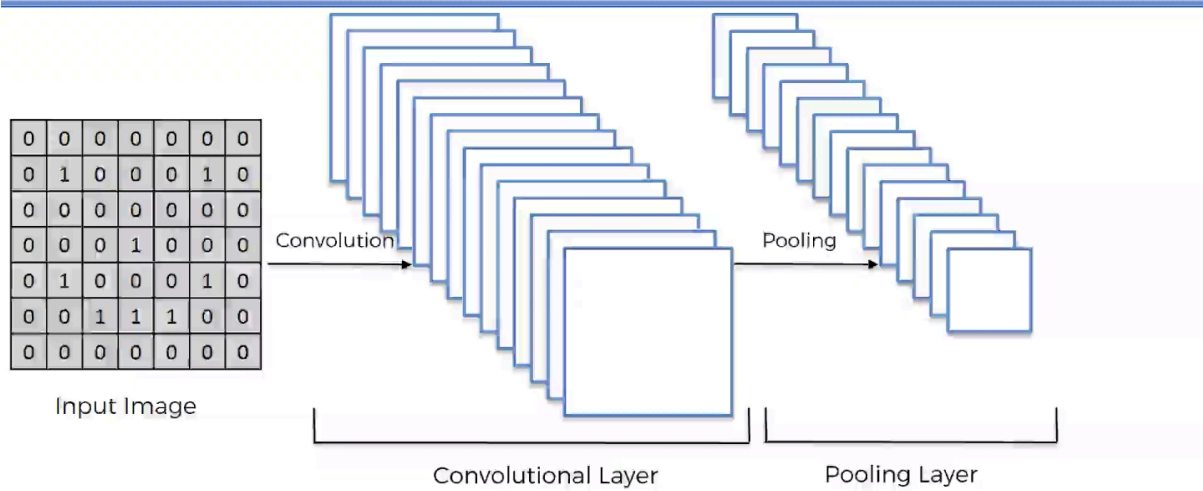 0 0 0 0 0 0 0
0 1 0 0 0 1 0
0 0 0 0 0 0 0
0 0 0 1 0 0 0
0 1 0 0 0 1 0
0 0 1 1 1 0 0
0 0 0 0 0 0 0
Input Image
Convolution
Convolutional Layer
Pooling
Pooling Layer